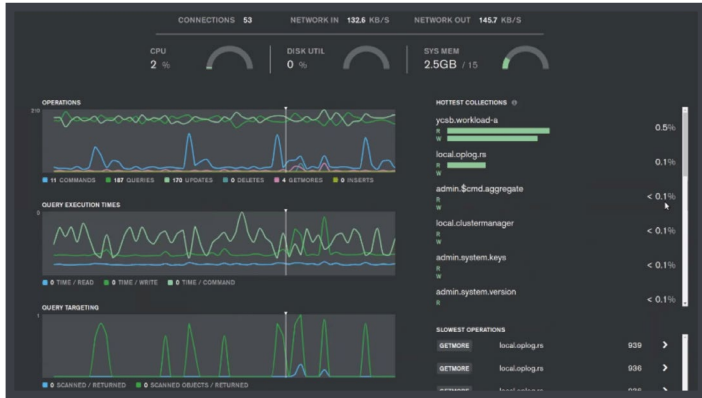 CONNECTIONS 53 NETWORK IN 132.6 KB/S NETWORK OUT 145.7 KB/S
CPU
2 %
DISK UTIL
0 %
SYS MEM
2.5GB / 15
OPERATIONS
210
11 COMMANDS 187 QUERIES 170 UPDATES 0 DELETES 4 GETMORES 0 INSERTS
QUERY EXECUTION TIMES
0 TIME / READ 0 TIME / WRITE 0 TIME / COMMAND
QUERY TARGETING
1
0 SCANNED / RETURNED 0 SCANNED OBJECTS / RETURNED
HOTTEST COLLECTIONS
ycsb.workload-a
R
W
0.5%
local.oplog.rs
R
W
0.1%
admin.$cmd.aggregate
R
W
< 0.1%
local.clustermanager
R
W
< 0.1%
admin.system.keys
R
W
< 0.1%
admin.system.version
R
< 0.1%
SLOWEST OPERATIONS
GETMORE local.oplog.rs 939
GETMORE local.oplog.rs 936